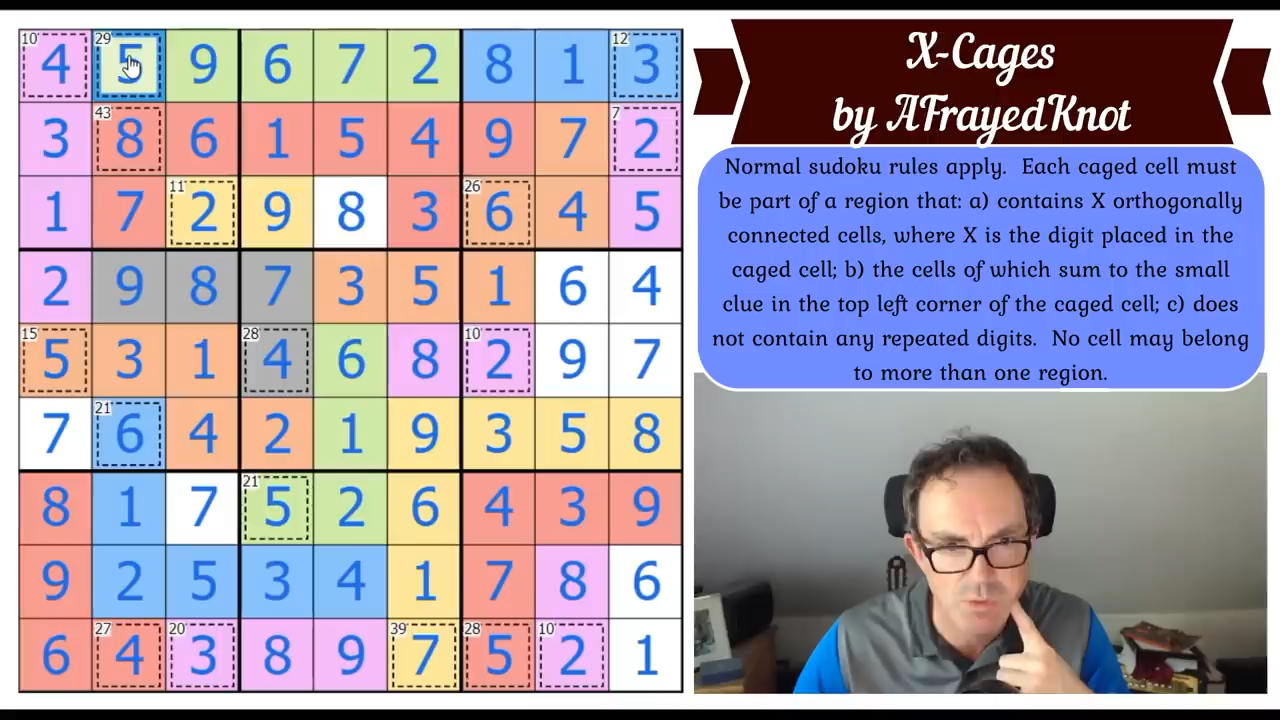 X-Cages
by AFrayedKnot
Normal sudoku rules apply. Each caged cell must
be part of a region that: a) contains X orthogonally
connected cells, where X is the digit placed in the
caged cell; b) the cells of which sum to the small
clue in the top left corner of the caged cell; c) does
not contain any repeated digits. No cell may belong
to more than one region.
10 29 12
4 5 9 6 7 2 8 1 3
43 7
3 8 6 1 5 4 9 7 2
11 26
1 7 2 9 8 3 6 4 5
2 9 8 7 3 5 1 6 4
15 28 10
5 3 1 4 6 8 2 9 7
21
7 6 4 2 1 9 3 5 8
21
8 1 7 5 2 6 4 3 9
9 2 5 3 4 1 7 8 6
27 20 39 28 10
6 4 3 8 9 7 5 2 1